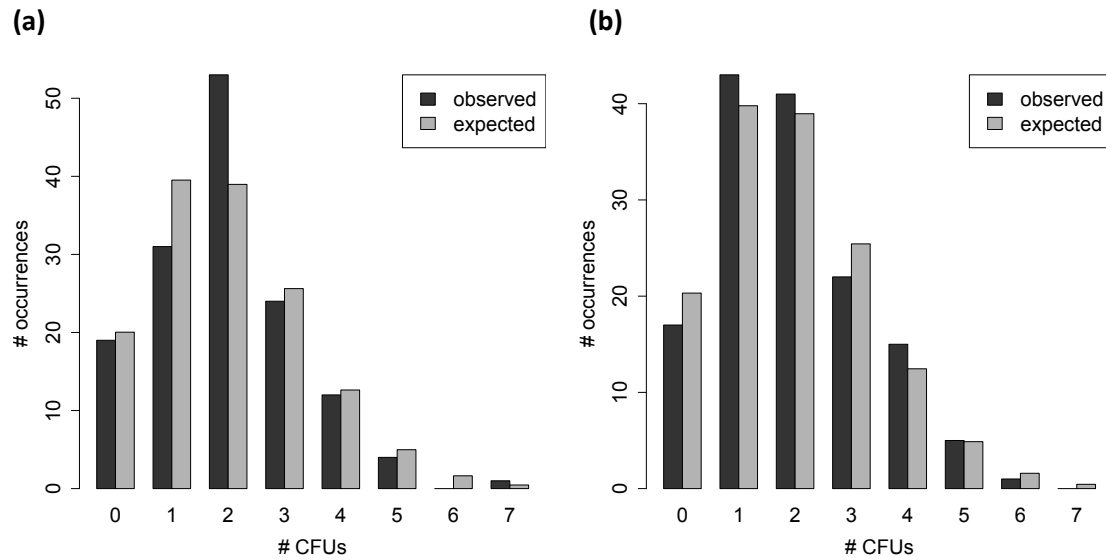 (a)
observed
expected
# occurrences
0
10
20
30
40
50
0 1 2 3 4 5 6 7
# CFUs
(b)
observed
expected
# occurrences
0
10
20
30
40
0 1 2 3 4 5 6 7
# CFUs